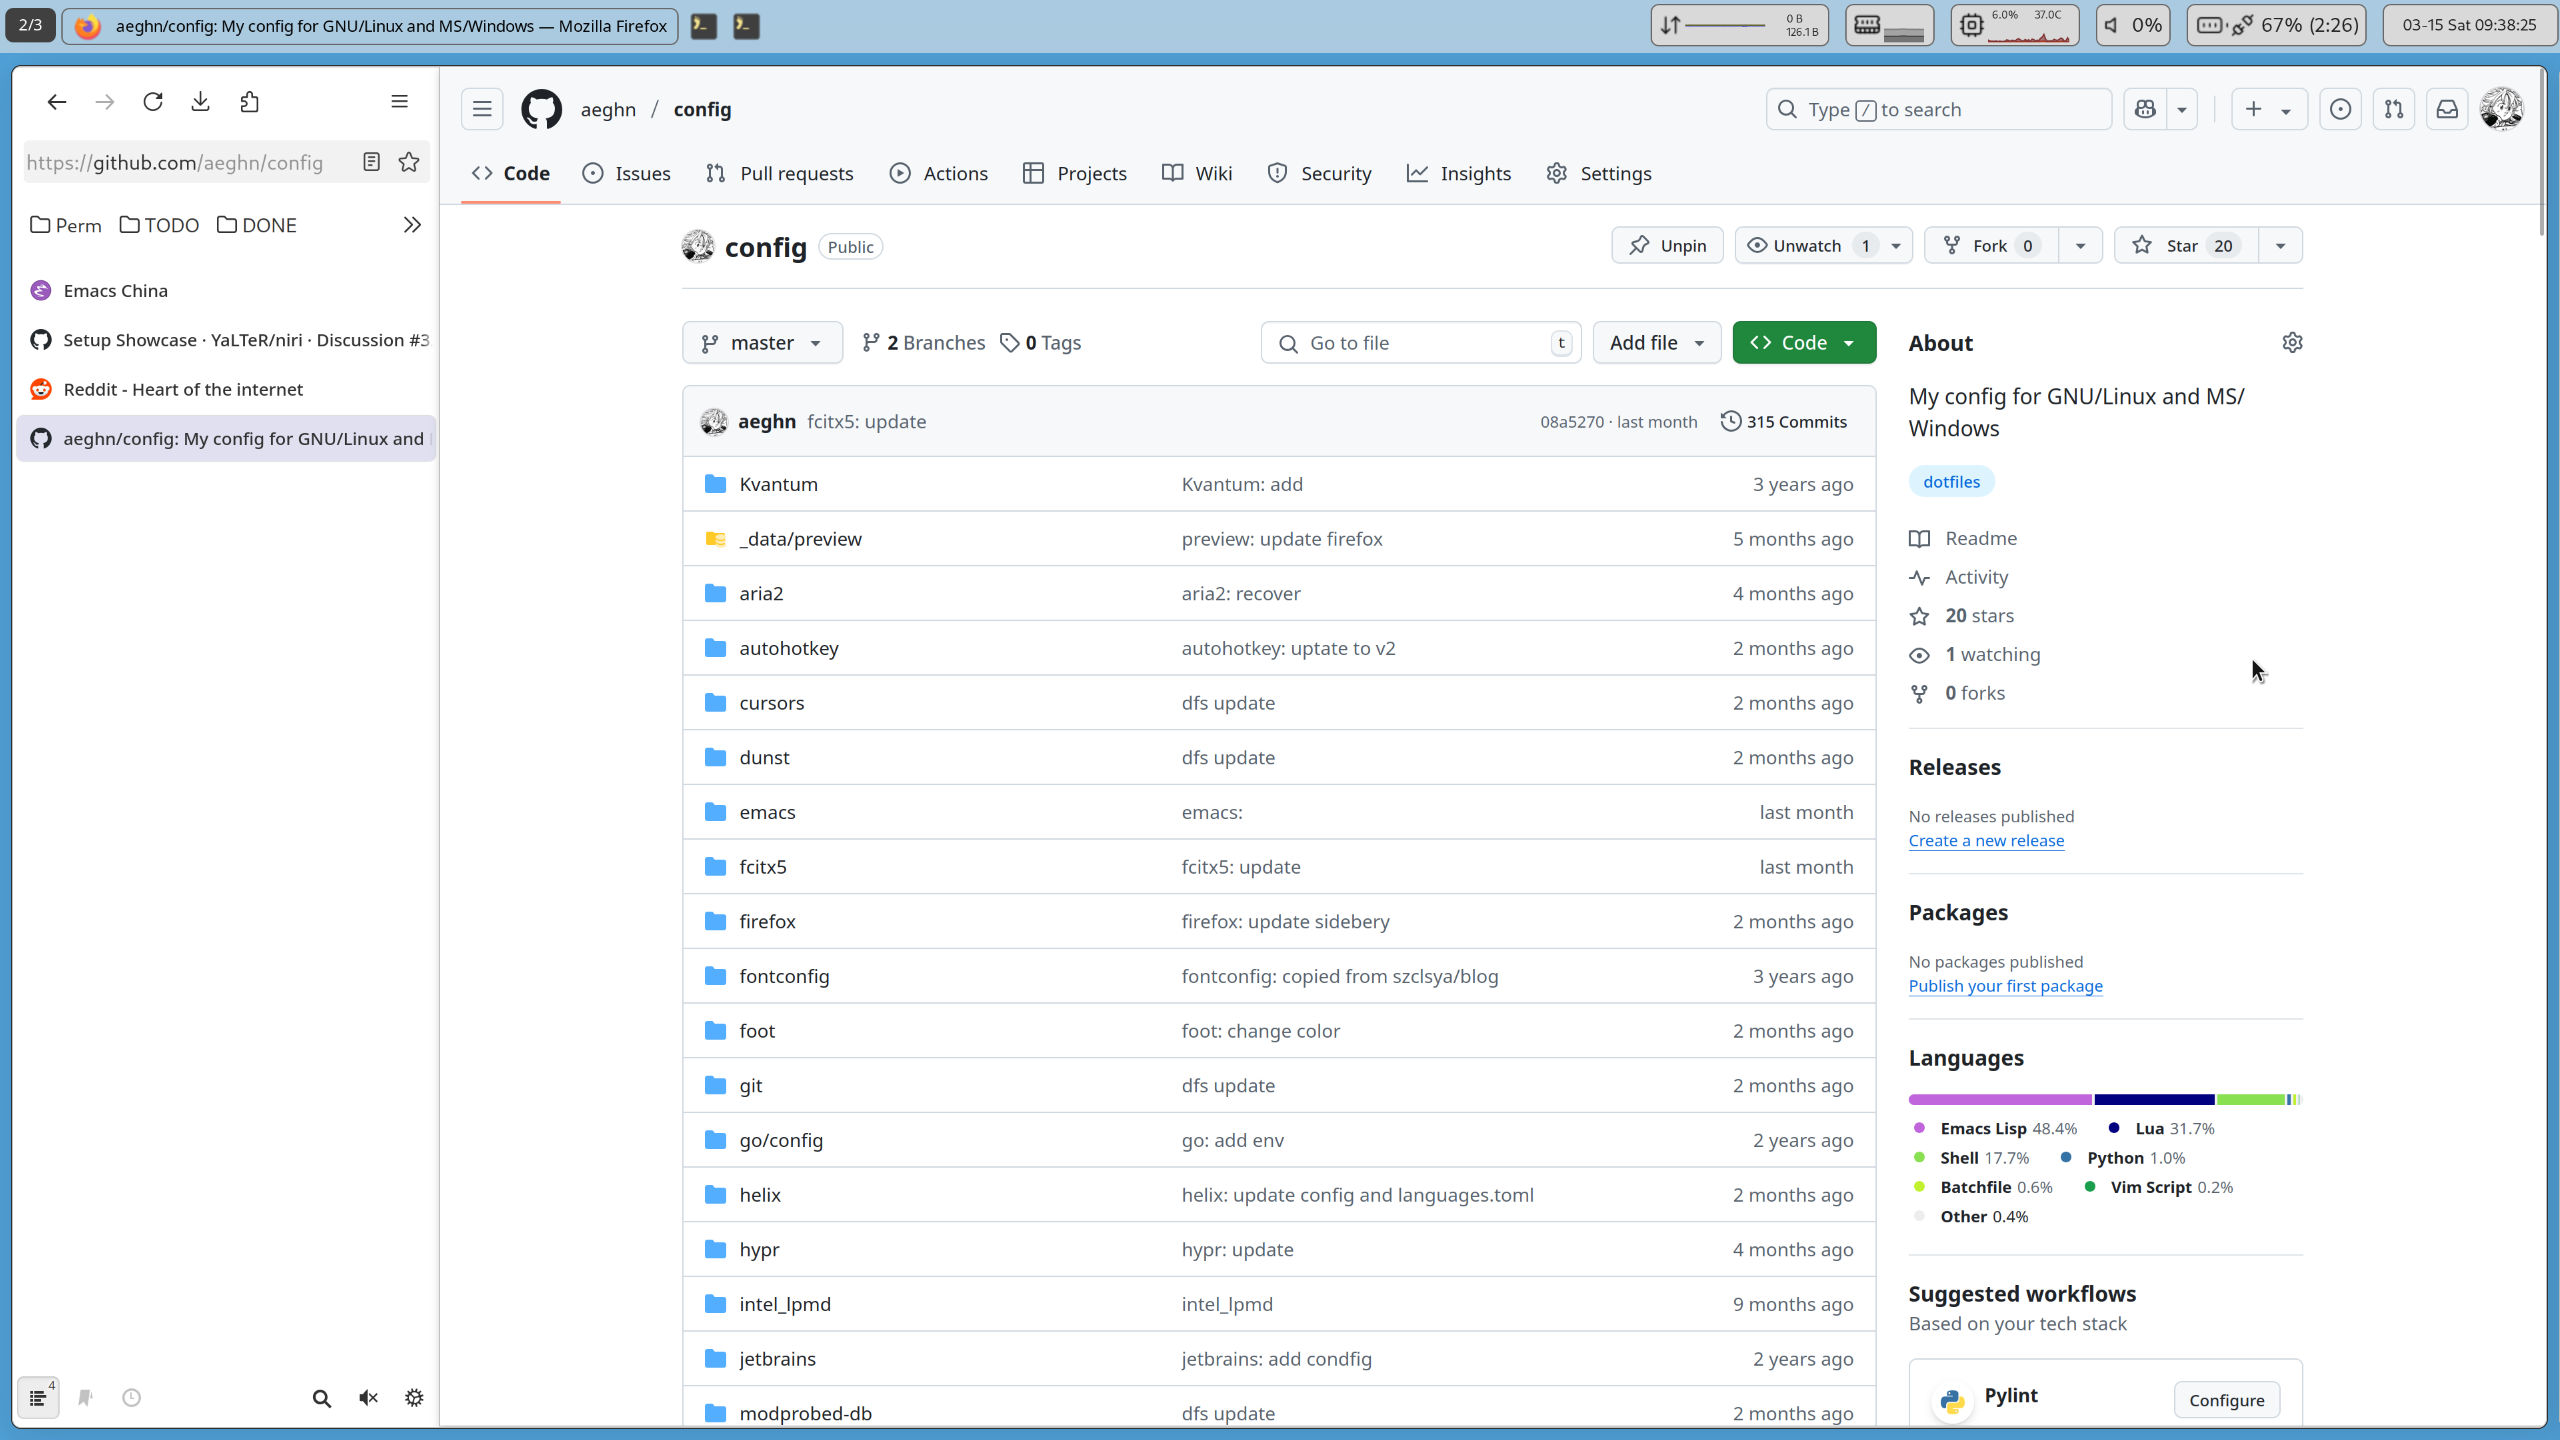 2/3 aeghn/config: My config for GNU/Linux and MS/Windows — Mozilla Firefox 0 B 126.1 B 6.0% 37.0C 0% 67% (2:26) 03-15 Sat 09:38:25
https://github.com/aeghn/config
Perm TODO DONE
Emacs China
Setup Showcase · YaLTeR/niri · Discussion #3
Reddit - Heart of the internet
aeghn/config: My config for GNU/Linux and
4
aeghn / config Type / to search
Code Issues Pull requests Actions Projects Wiki Security Insights Settings
config Public Unpin Unwatch 1 Fork 0 Star 20
master 2 Branches 0 Tags Go to file t Add file Code
aeghn fcitx5: update 08a5270 · last month 315 Commits
Kvantum Kvantum: add 3 years ago
_data/preview preview: update firefox 5 months ago
aria2 aria2: recover 4 months ago
autohotkey autohotkey: uptate to v2 2 months ago
cursors dfs update 2 months ago
dunst dfs update 2 months ago
emacs emacs: last month
fcitx5 fcitx5: update last month
firefox firefox: update sidebery 2 months ago
fontconfig fontconfig: copied from szclsya/blog 3 years ago
foot foot: change color 2 months ago
git dfs update 2 months ago
go/config go: add env 2 years ago
helix helix: update config and languages.toml 2 months ago
hypr hypr: update 4 months ago
intel_lpmd intel_lpmd 9 months ago
jetbrains jetbrains: add condfig 2 years ago
modprobed-db dfs update 2 months ago
About
My config for GNU/Linux and MS/
Windows
dotfiles
Readme
Activity
20 stars
1 watching
0 forks
Releases
No releases published
Create a new release
Packages
No packages published
Publish your first package
Languages
Emacs Lisp 48.4% Lua 31.7%
Shell 17.7% Python 1.0%
Batchfile 0.6% Vim Script 0.2%
Other 0.4%
Suggested workflows
Based on your tech stack
Pylint Configure